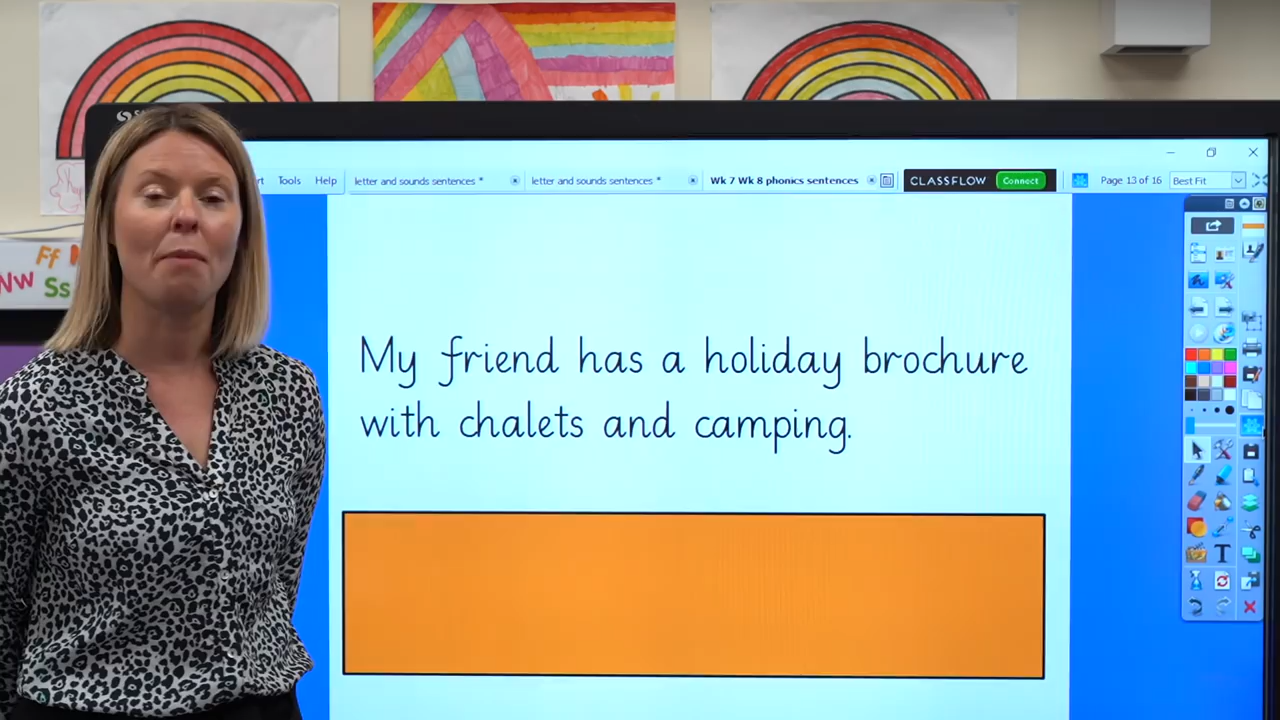 Ff
Nw Ss
Tools Help letter and sounds sentences * letter and sounds sentences * Wk 7 Wk 8 phonics sentences CLASSFLOW Connect Page 13 of 16 Best Fit
My friend has a holiday brochure
with chalets and camping.
T